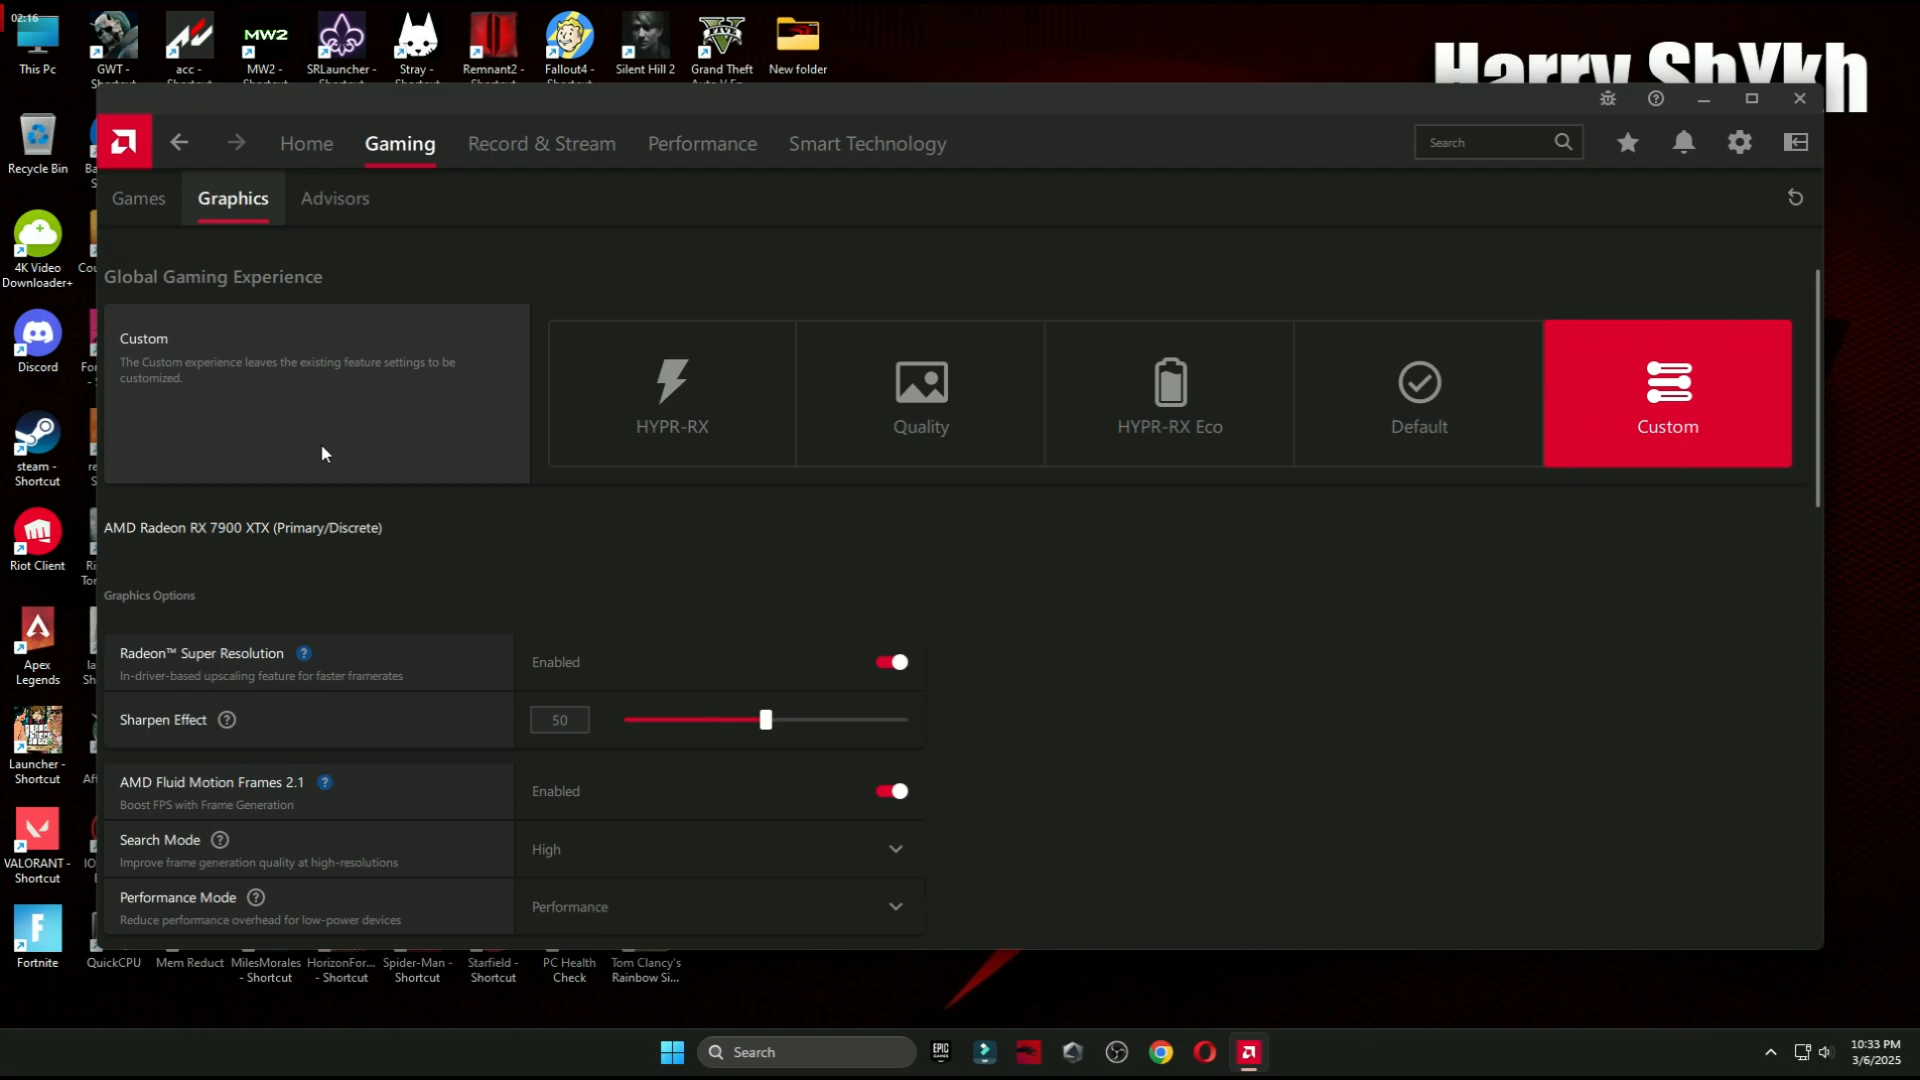 02:16
This Pc
GWT -
Shortcut
acc -
MW2
MW2 -
SRLauncher -
Stray -
Remnant2 -
Fallout4 -
Silent Hill 2
Grand Theft
New folder
Harry ShYkh
Recycle Bin
4K Video
Downloader+
Discord
steam -
Shortcut
Riot Client
Apex
Legends
Launcher -
Shortcut
VALORANT -
Shortcut
Fortnite
Home
Gaming
Record & Stream
Performance
Smart Technology
Search
Games
Graphics
Advisors
Global Gaming Experience
Custom
The Custom experience leaves the existing feature settings to be
customized.
HYPR-RX
Quality
HYPR-RX Eco
Default
Custom
AMD Radeon RX 7900 XTX (Primary/Discrete)
Graphics Options
Radeon™ Super Resolution
In-driver-based upscaling feature for faster framerates
Enabled
Sharpen Effect
50
AMD Fluid Motion Frames 2.1
Boost FPS with Frame Generation
Enabled
Search Mode
Improve frame generation quality at high-resolutions
High
Performance Mode
Reduce performance overhead for low-power devices
Performance
QuickCPU
Mem Reduct
MilesMorales
- Shortcut
HorizonFor...
- Shortcut
Spider-Man -
Shortcut
Starfield -
Shortcut
PC Health
Check
Tom Clancy's
Rainbow Si...
Search
EPIC
GAMES
10:33 PM
3/6/2025